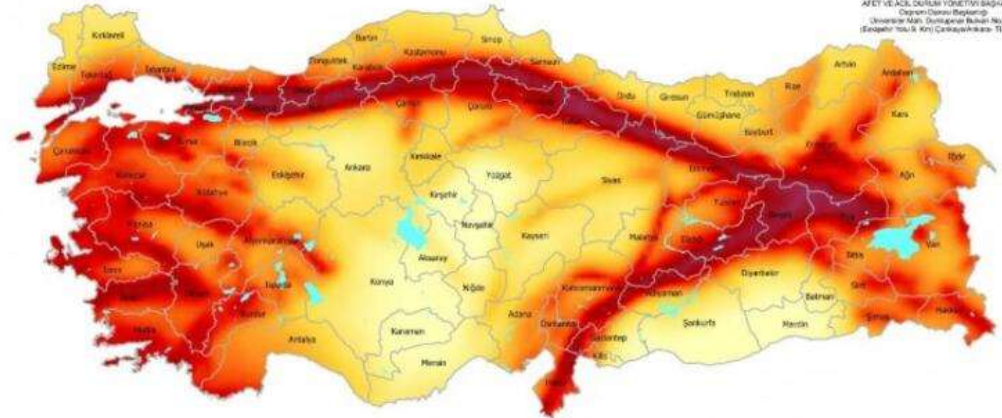 AFET VE ACİL DURUM YÖNETİMİ BAŞKA
Deprem Dairesi Başkanlığı
Kırklareli
Edirne
Tekirdağ
İstanbul
Zonguldak
Bartın
Karabük
Kastamonu
Sinop
Samsun
Ordu
Giresun
Trabzon
Rize
Artvin
Ardahan
Kars
Gümüşhane
Bayburt
Iğdır
Ağrı
Çanakkale
Balıkesir
Bursa
Bilecik
Eskişehir
Ankara
Çankırı
Çorum
Kırıkkale
Yozgat
Sivas
Erzincan
Tunceli
Bingöl
Muş
Kütahya
Manisa
Uşak
Afyonkarahisar
Kırşehir
Nevşehir
Kayseri
Malatya
Elazığ
Bitlis
Van
İzmir
Isparta
Konya
Aksaray
Niğde
Kahramanmaraş
Adıyaman
Diyarbakır
Batman
Siirt
Hakkari
Şırnak
Muğla
Burdur
Antalya
Karaman
Mersin
Adana
Osmaniye
Gaziantep
Kilis
Şanlıurfa
Mardin
Hatay